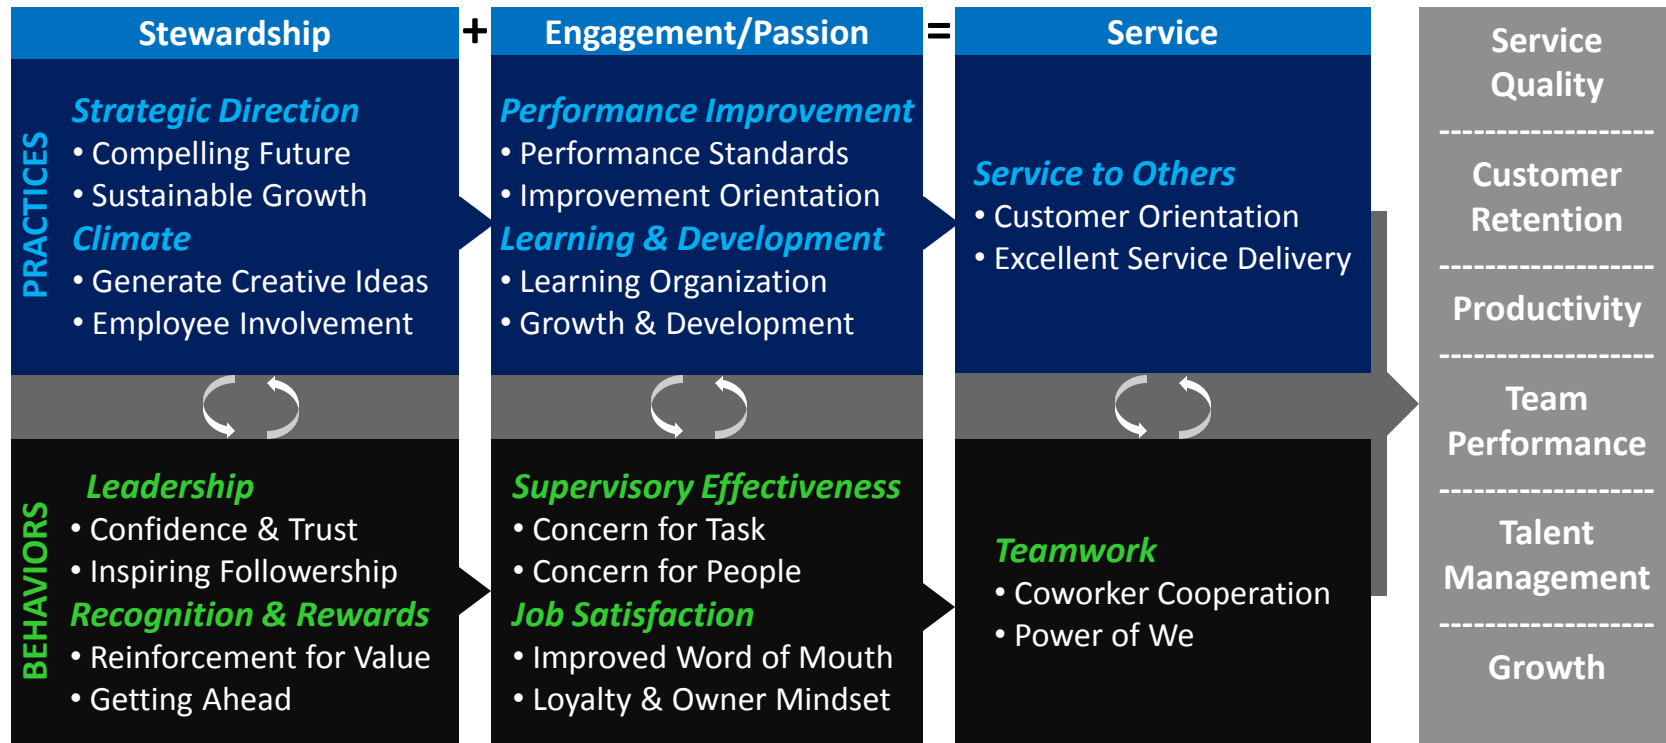 Stewardship
+
Engagement/Passion
=
Service
PRACTICES
Strategic Direction
• Compelling Future
• Sustainable Growth
Climate
• Generate Creative Ideas
• Employee Involvement
Performance Improvement
• Performance Standards
• Improvement Orientation
Learning & Development
• Learning Organization
• Growth & Development
Service to Others
• Customer Orientation
• Excellent Service Delivery
BEHAVIORS
Leadership
• Confidence & Trust
• Inspiring Followership
Recognition & Rewards
• Reinforcement for Value
• Getting Ahead
Supervisory Effectiveness
• Concern for Task
• Concern for People
Job Satisfaction
• Improved Word of Mouth
• Loyalty & Owner Mindset
Teamwork
• Coworker Cooperation
• Power of We
Service
Quality
-------------------
Customer
Retention
-------------------
Productivity
-------------------
Team
Performance
-------------------
Talent
Management
-------------------
Growth